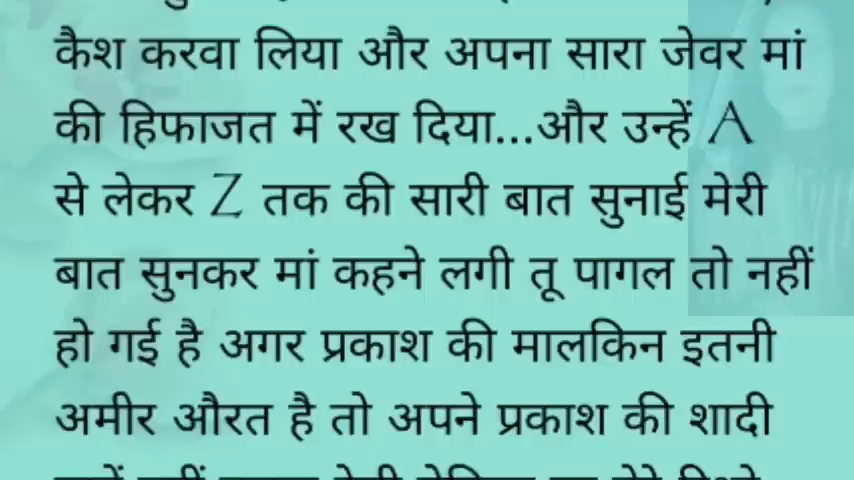 कैश करवा लिया और अपना सारा जेवर मां
की हिफाजत में रख दिया...और उन्हें A
से लेकर Z तक की सारी बात सुनाई मेरी
बात सुनकर मां कहने लगी तू पागल तो नहीं
हो गई है अगर प्रकाश की मालकिन इतनी
अमीर औरत है तो अपने प्रकाश की शादी